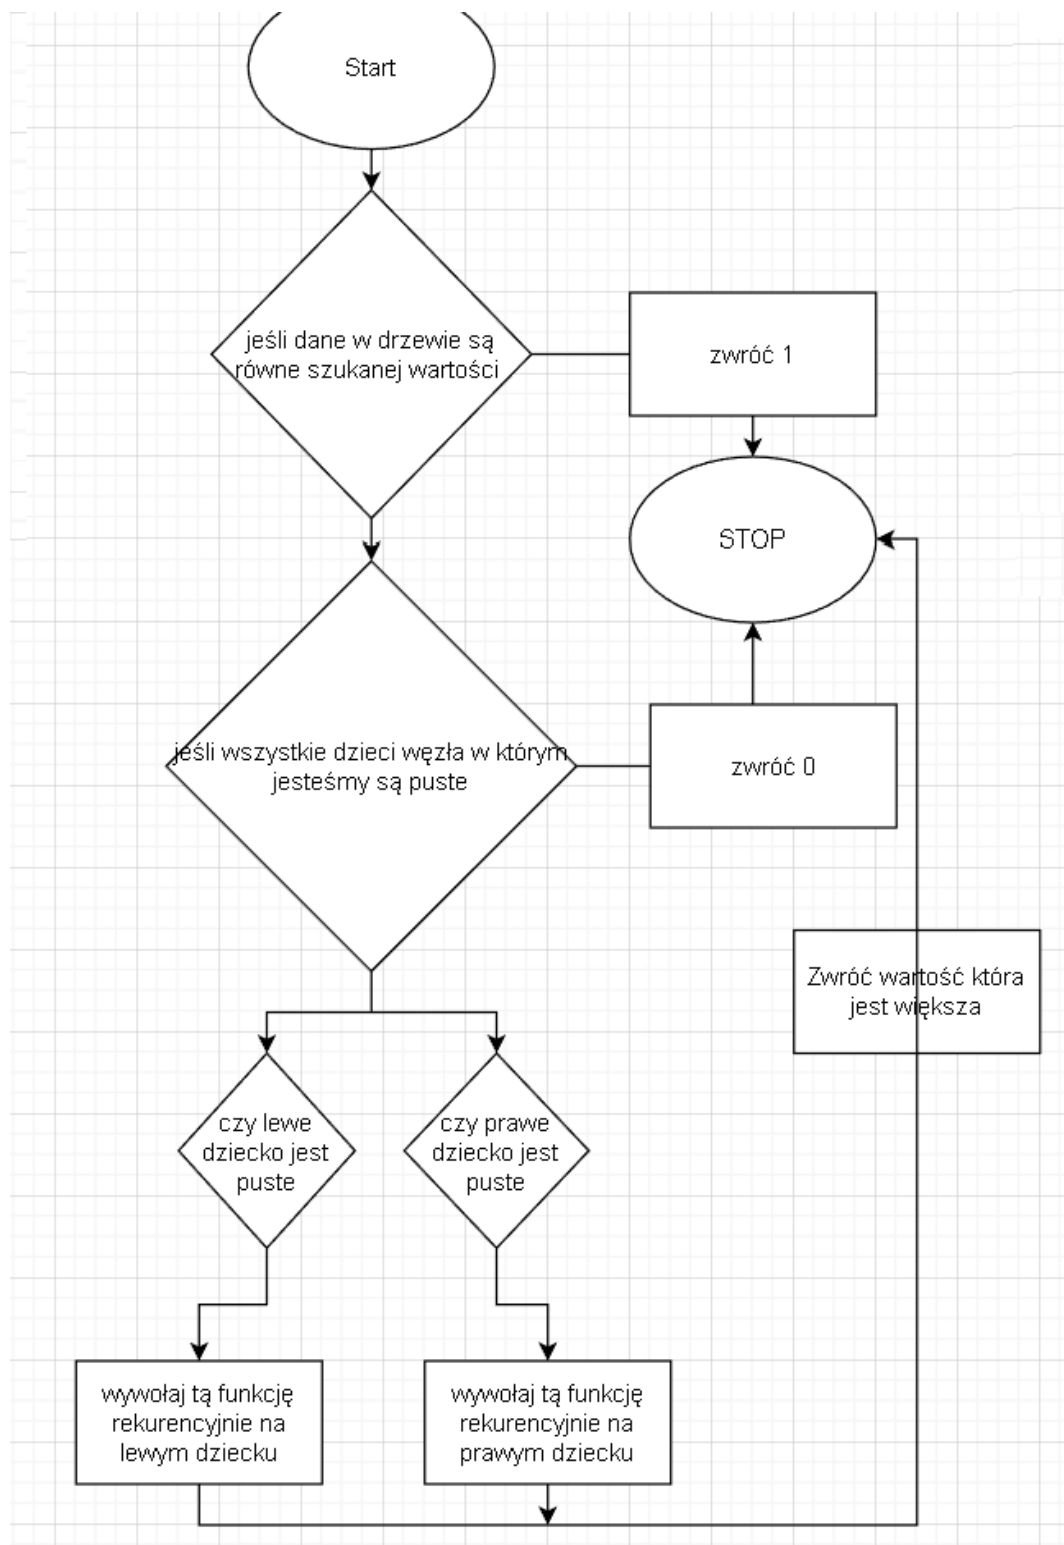 Start
jeśli dane w drzewie są
równe szukanej wartości
zwróć 1
STOP
jeśli wszystkie dzieci węzła w którym
jesteśmy są puste
zwróć 0
Zwróć wartość która
jest większa
czy lewe
dziecko jest
puste
czy prawe
dziecko jest
puste
wywołaj tą funkcję
rekurencyjnie na
lewym dziecku
wywołaj tą funkcję
rekurencyjnie na
prawym dziecku